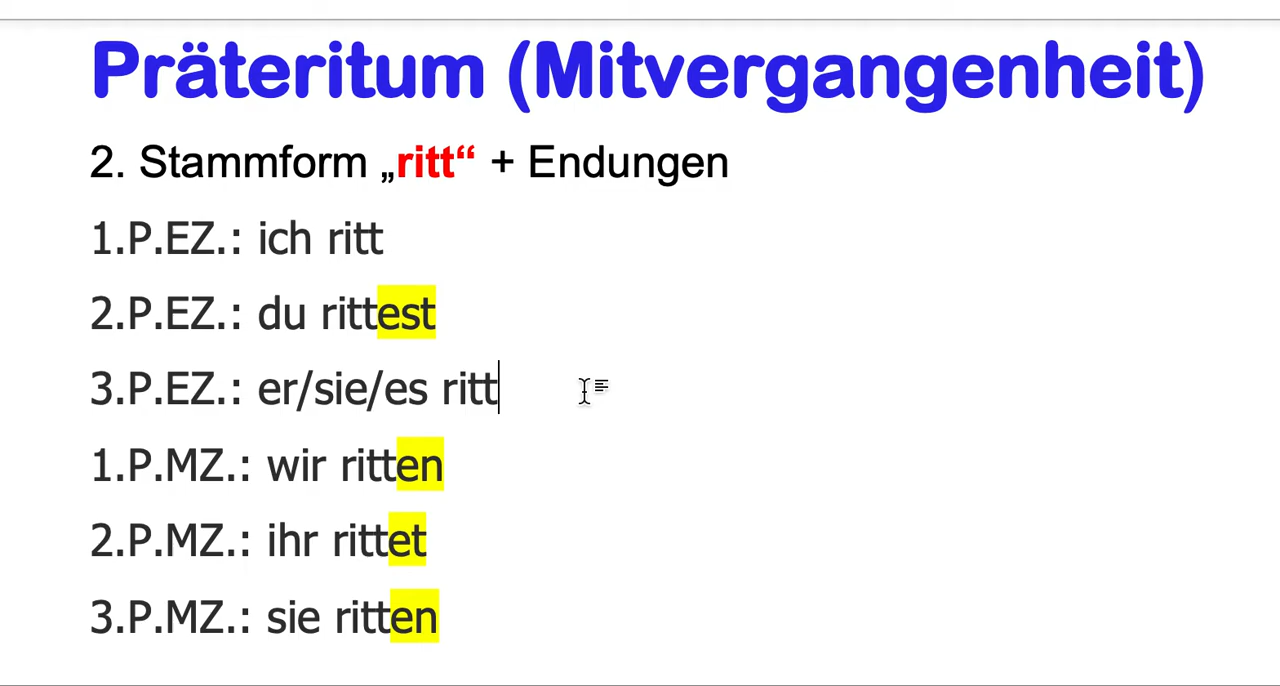 Präteritum (Mitvergangenheit)
2. Stammform „ritt“ + Endungen
1.P.EZ.: ich ritt
2.P.EZ.: du rittest
3.P.EZ.: er/sie/es ritt
1.P.MZ.: wir ritten
2.P.MZ.: ihr rittet
3.P.MZ.: sie ritten